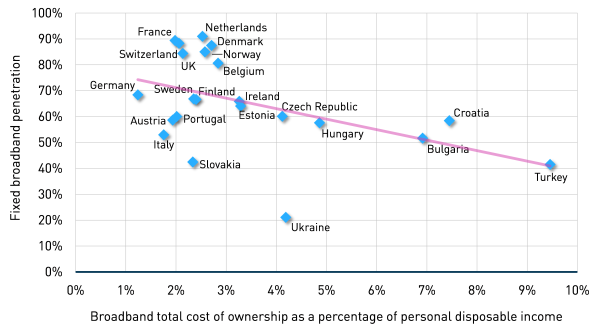 100%
90%
80%
70%
60%
50%
40%
30%
20%
10%
0%
Fixed broadband penetration
France
Netherlands
Denmark
Switzerland
Norway
UK
Belgium
Germany
Sweden
Finland
Ireland
Estonia
Czech Republic
Croatia
Austria
Portugal
Hungary
Italy
Bulgaria
Slovakia
Turkey
Ukraine
0% 1% 2% 3% 4% 5% 6% 7% 8% 9% 10%
Broadband total cost of ownership as a percentage of personal disposable income